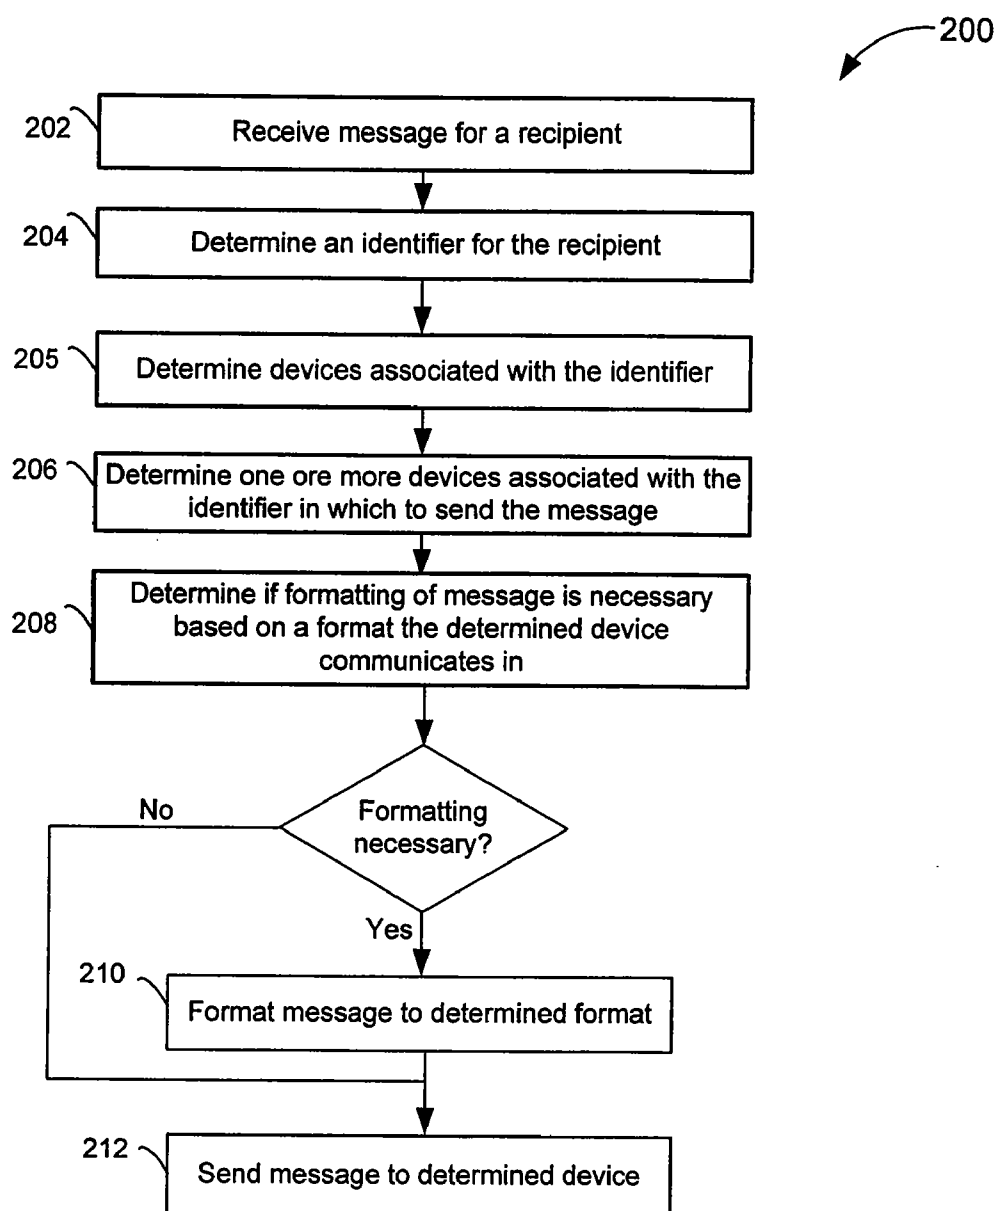 200
202
Receive message for a recipient
204
Determine an identifier for the recipient
205
Determine devices associated with the identifier
206
Determine one ore more devices associated with the
identifier in which to send the message
208
Determine if formatting of message is necessary
based on a format the determined device
communicates in
Formatting
necessary?
No
Yes
210
Format message to determined format
212
Send message to determined device